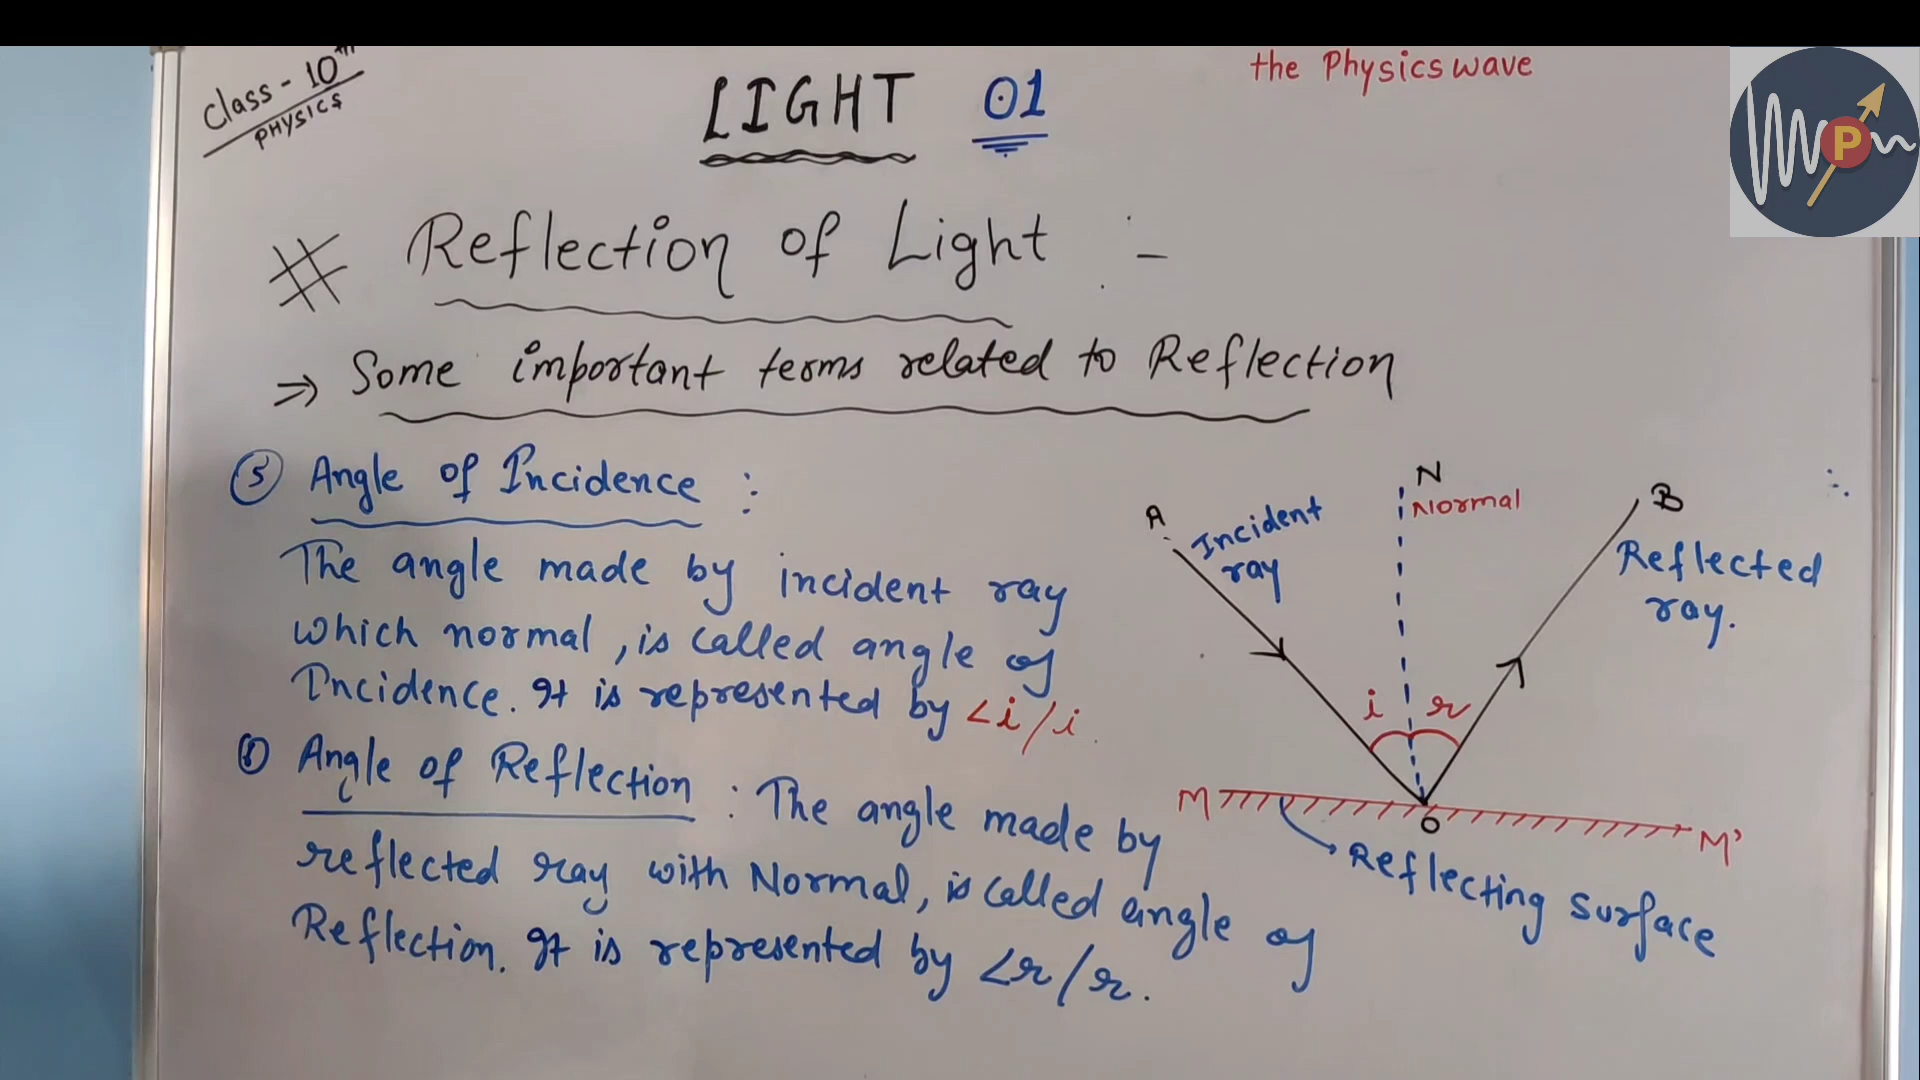 Class - 10th
PHYSICS
LIGHT 01
the Physics wave
P
# Reflection of Light :-
⇒ Some important terms related to Reflection
⑤ Angle of Incidence :
The angle made by incident ray
which normal, is called angle of
Incidence. It is represented by ∠i/i.
Angle of Reflection : The angle made by
reflected ray with Normal, is called angle of
Reflection. It is represented by ∠r/r.
N
Normal
A
Incident
ray
B
Reflected
ray.
i r
M O M'
Reflecting surface